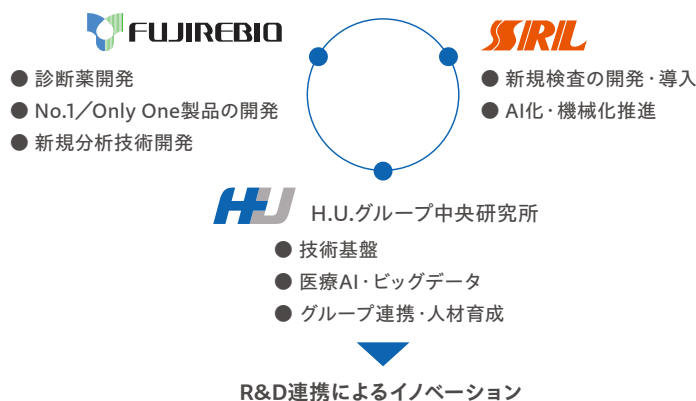 FUJIREBIO
● 診断薬開発
● No.1／Only One製品の開発
● 新規分析技術開発
SRL
● 新規検査の開発・導入
● AI化・機械化推進
HU H.U.グループ中央研究所
● 技術基盤
● 医療AI・ビッグデータ
● グループ連携・人材育成
R&D連携によるイノベーション